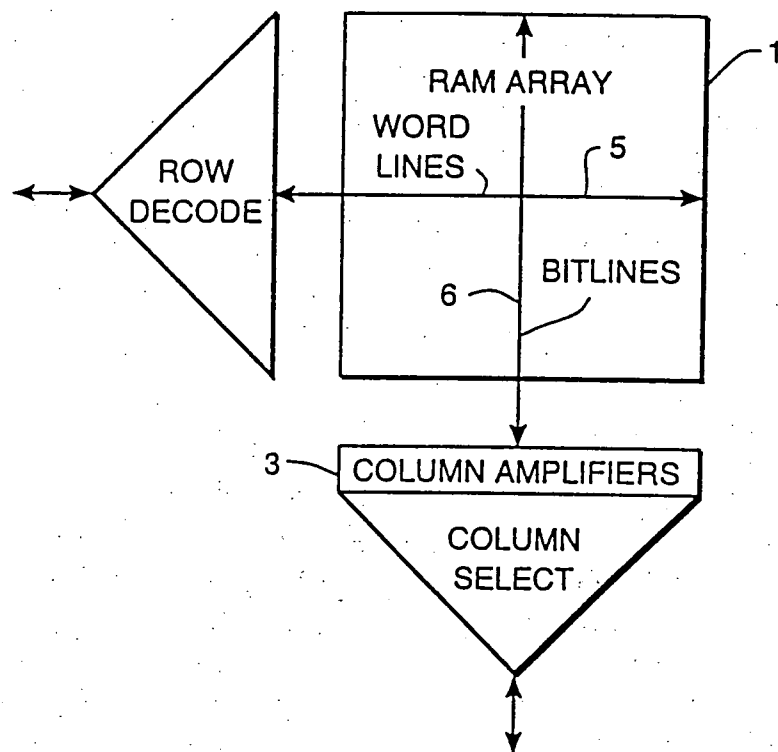 1
RAM ARRAY
WORD
LINES
5
ROW
DECODE
6
BITLINES
3
COLUMN AMPLIFIERS
COLUMN
SELECT